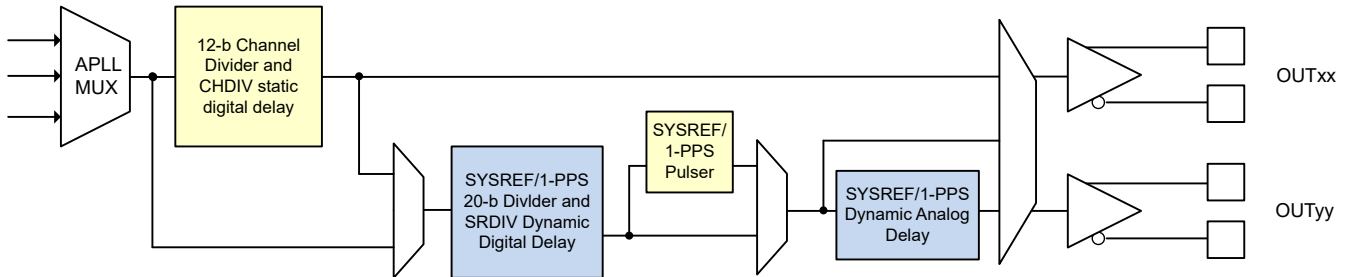 APLL
MUX
12-b Channel
Divider and
CHDIV static
digital delay
SYSREF/1-PPS
20-b Divlder and
SRDIV Dynamic
Digital Delay
SYSREF/
1-PPS
Pulser
SYSREF/1-PPS
Dynamic Analog
Delay
OUTxx
OUTyy